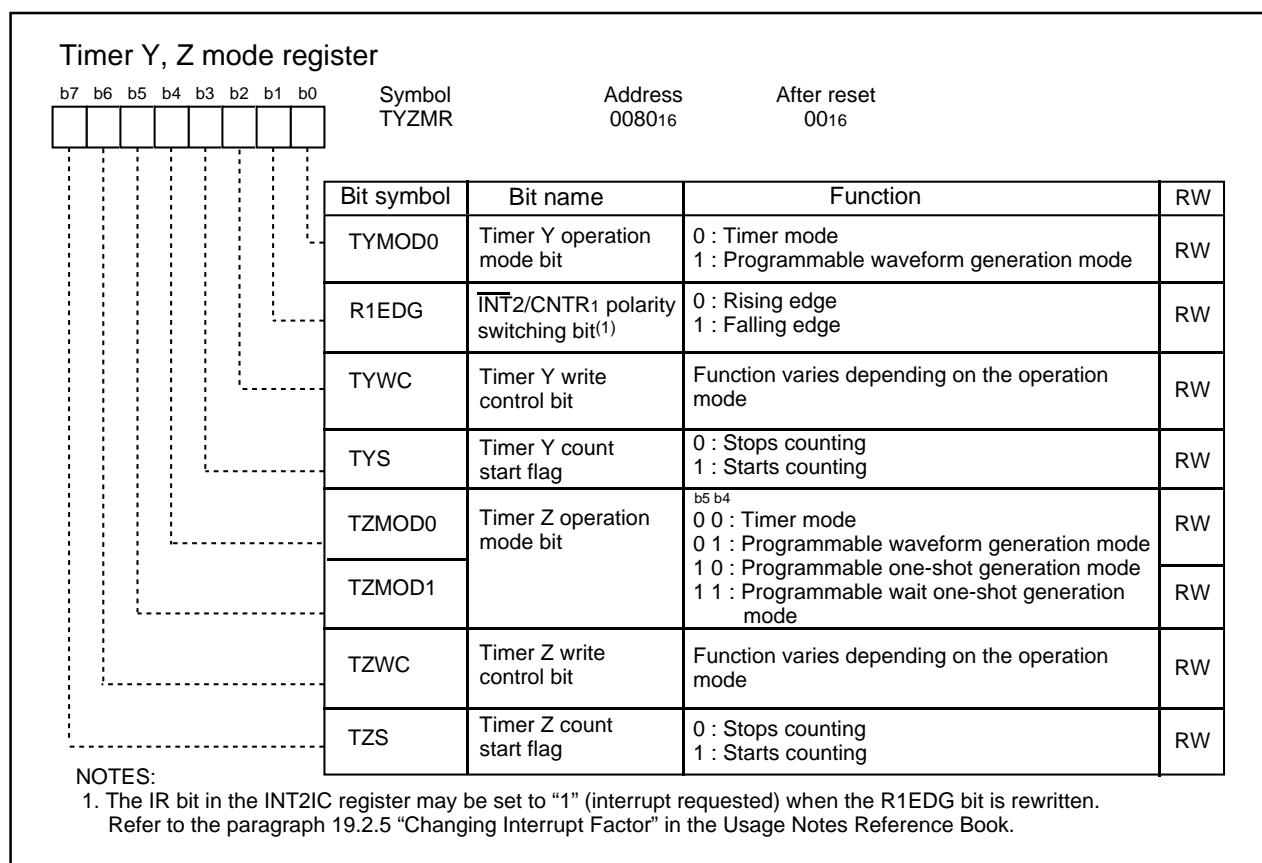 Timer Y, Z mode register
b7 b6 b5 b4 b3 b2 b1 b0
Symbol Address After reset
TYZMR 008016 0016
Bit symbol Bit name Function RW
TYMOD0 Timer Y operation mode bit 0 : Timer mode RW
1 : Programmable waveform generation mode
R1EDG INT2/CNTR1 polarity switching bit(1) 0 : Rising edge RW
1 : Falling edge
TYWC Timer Y write control bit Function varies depending on the operation mode RW
TYS Timer Y count start flag 0 : Stops counting RW
1 : Starts counting
TZMOD0 Timer Z operation mode bit b5 b4 RW
0 0 : Timer mode
0 1 : Programmable waveform generation mode
1 0 : Programmable one-shot generation mode
TZMOD1 1 1 : Programmable wait one-shot generation mode RW
TZWC Timer Z write control bit Function varies depending on the operation mode RW
TZS Timer Z count start flag 0 : Stops counting RW
1 : Starts counting
NOTES:
1. The IR bit in the INT2IC register may be set to “1” (interrupt requested) when the R1EDG bit is rewritten.
Refer to the paragraph 19.2.5 “Changing Interrupt Factor” in the Usage Notes Reference Book.